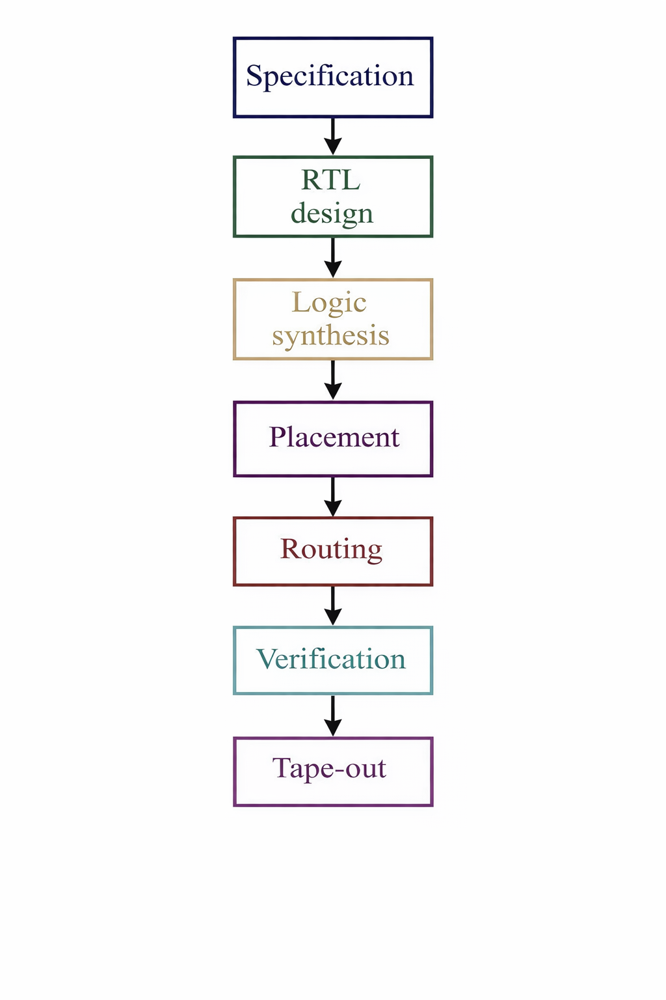 Specification
RTL
design
Logic
synthesis
Placement
Routing
Verification
Tape-out